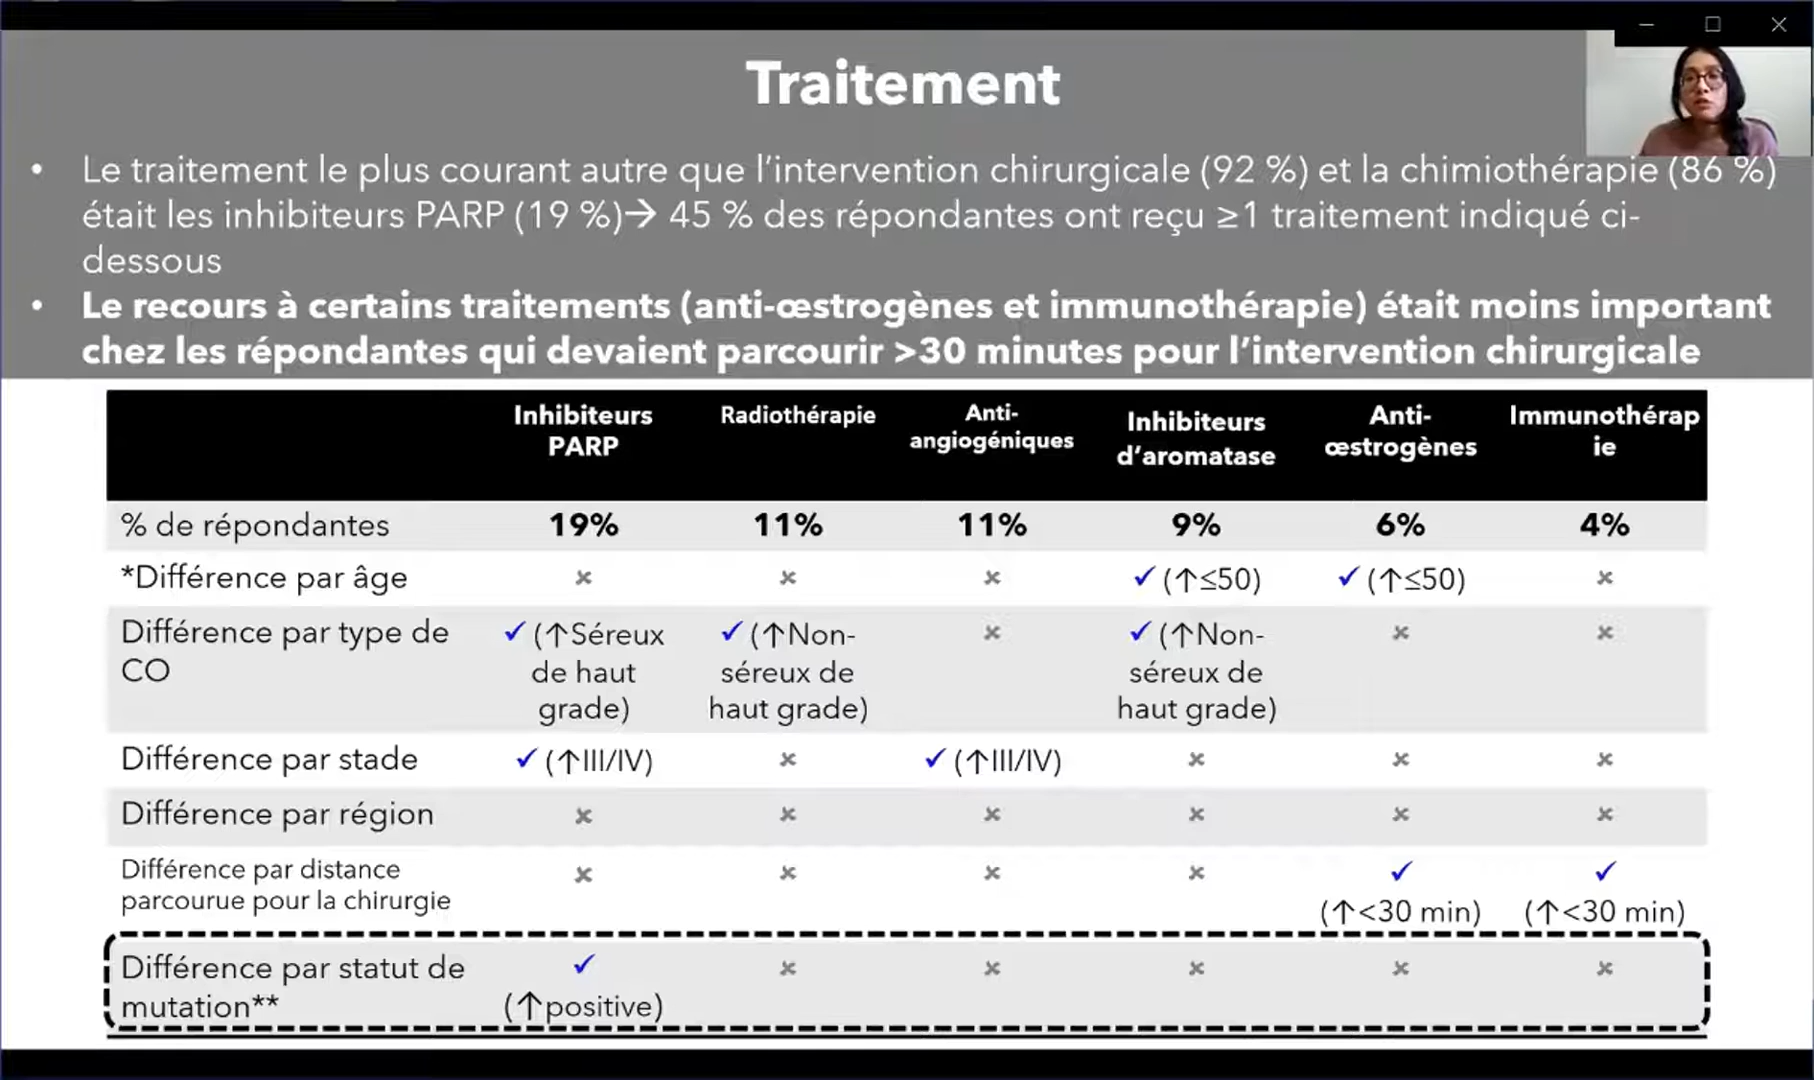 Traitement
• Le traitement le plus courant autre que l'intervention chirurgicale (92 %) et la chimiothérapie (86 %)
était les inhibiteurs PARP (19 %)→ 45 % des répondantes ont reçu ≥1 traitement indiqué ci-
dessous
• Le recours à certains traitements (anti-œstrogènes et immunothérapie) était moins important
chez les répondantes qui devaient parcourir >30 minutes pour l'intervention chirurgicale
Inhibiteurs PARP Radiothérapie Anti-angiogéniques Inhibiteurs d'aromatase Anti-œstrogènes Immunothérapie
% de répondantes 19% 11% 11% 9% 6% 4%
*Différence par âge × × × ✓ (↑≤50) ✓ (↑≤50) ×
Différence par type de CO ✓ (↑Séreux de haut grade) ✓ (↑Non-séreux de haut grade) × ✓ (↑Non-séreux de haut grade) × ×
Différence par stade ✓ (↑III/IV) × ✓ (↑III/IV) × × ×
Différence par région × × × × × ×
Différence par distance parcourue pour la chirurgie × × × × ✓ (↑<30 min) ✓ (↑<30 min)
Différence par statut de mutation** ✓ (↑positive) × × × × ×